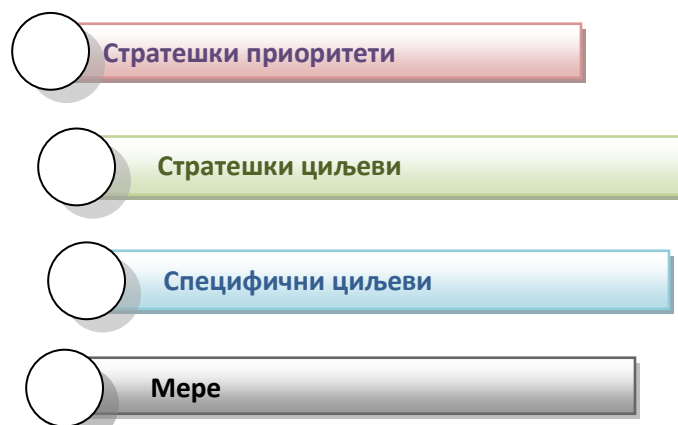 Стратешки приоритети
Стратешки циљеви
Специфични циљеви
Мере